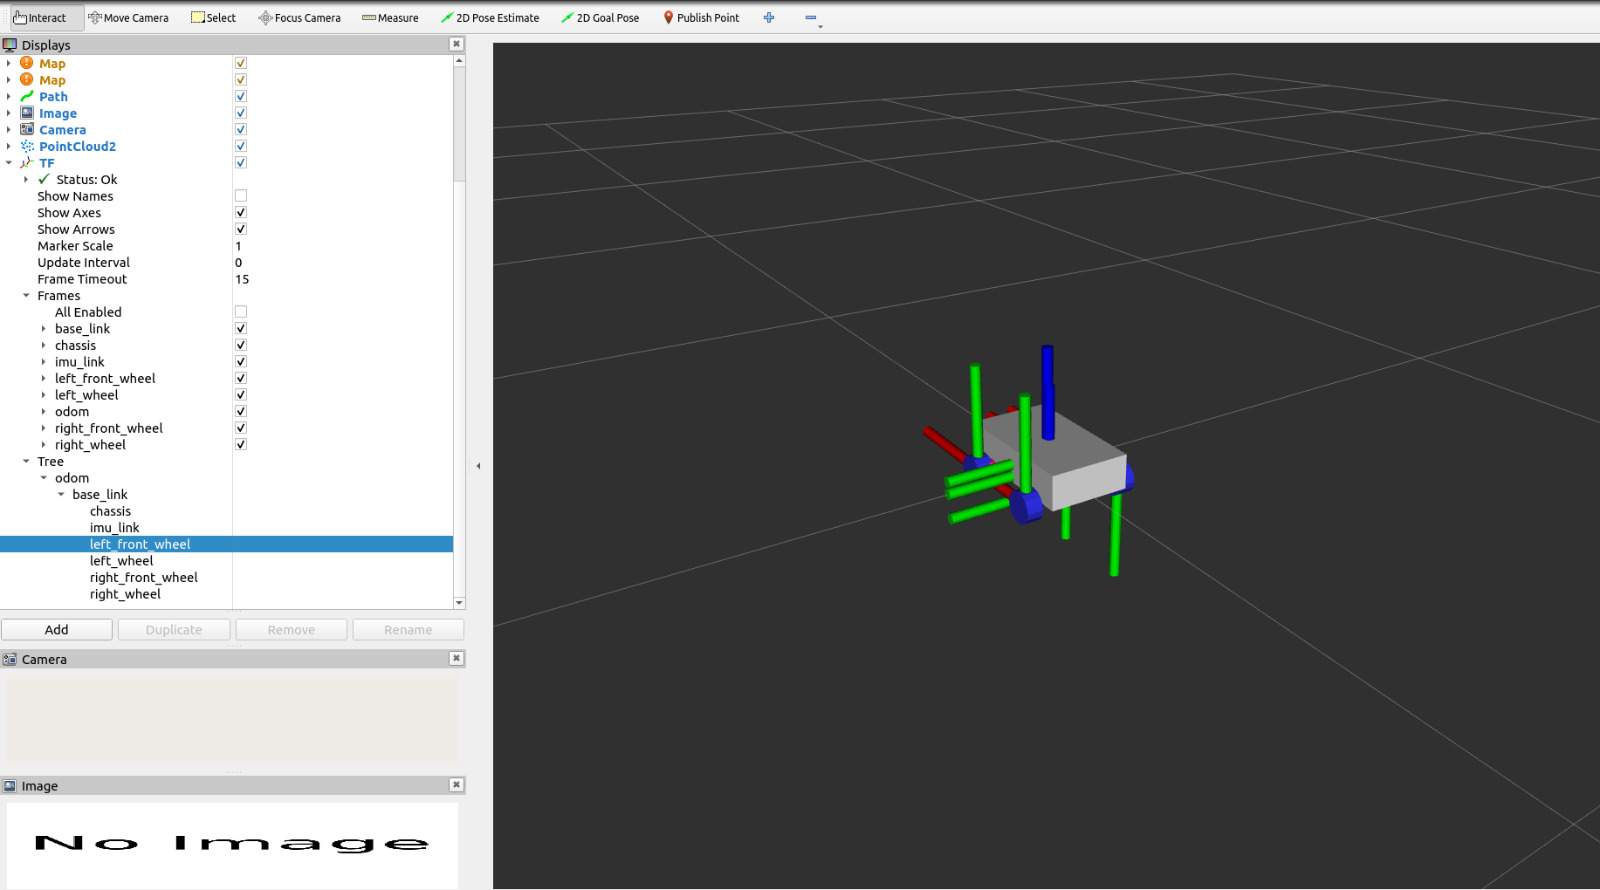 Interact Move Camera Select Focus Camera Measure 2D Pose Estimate 2D Goal Pose Publish Point
Displays
Map
Map
Path
Image
Camera
PointCloud2
TF
Status: Ok
Show Names
Show Axes
Show Arrows
Marker Scale 1
Update Interval 0
Frame Timeout 15
Frames
All Enabled
base_link
chassis
imu_link
left_front_wheel
left_wheel
odom
right_front_wheel
right_wheel
Tree
odom
base_link
chassis
imu_link
left_front_wheel
left_wheel
right_front_wheel
right_wheel
Add Duplicate Remove Rename
Camera
Image
No Image